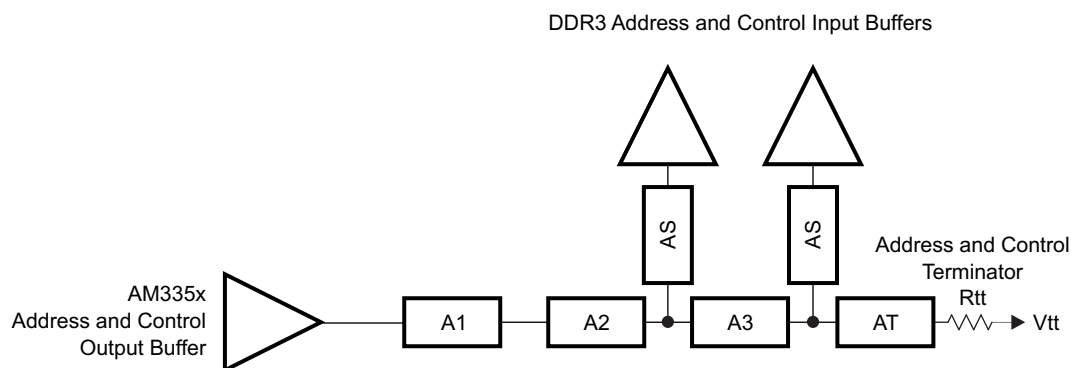 DDR3 Address and Control Input Buffers
AS
AS
Address and Control
Terminator
Rtt
AM335x
Address and Control
Output Buffer
A1
A2
A3
AT
Vtt